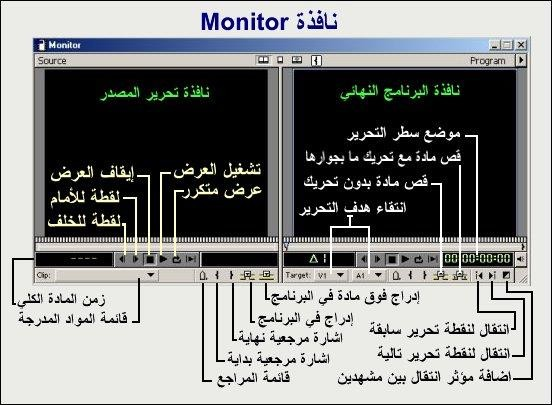 نافذة Monitor
Monitor
Source
Program
نافذة تحرير المصدر
نافذة البرنامج النهائي
موضع سطر التحرير
قص مادة مع تحريك ما بجوارها
قص مادة بدون تحريك
انتقاء هدف التحرير
تشغيل العرض
عرض متكرر
إيقاف العرض
لقطة للأمام
لقطة للخلف
00:00:00:00
Clip:
Target: V1 A1
زمن المادة الكلي
قائمة المواد المدرجة
إدراج فوق مادة في البرنامج
إدراج في البرنامج
اشارة مرجعية نهاية
اشارة مرجعية بداية
قائمة المراجع
انتقال لنقطة تحرير سابقة
انتقال لنقطة تحرير تالية
اضافة مؤثر انتقال بين مشهدين